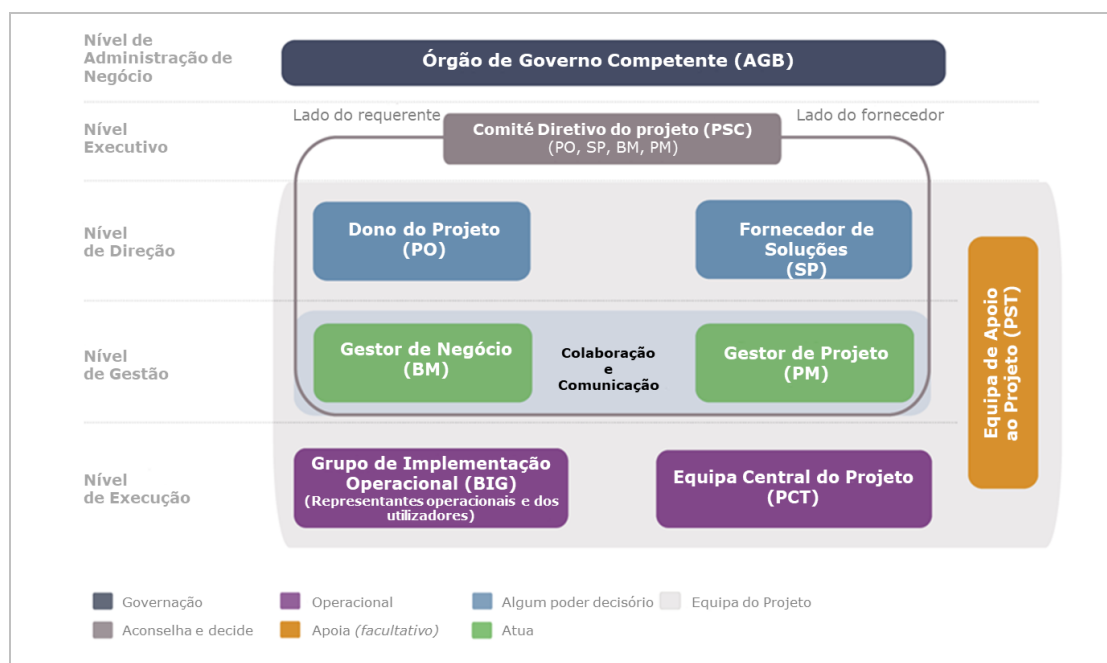 Nível de
Administração de
Negócio
Órgão de Governo Competente (AGB)
Lado do requerente
Lado do fornecedor
Nível
Executivo
Comité Diretivo do projeto (PSC)
(PO, SP, BM, PM)
Nível
de Direção
Dono do Projeto
(PO)
Fornecedor de
Soluções
(SP)
Equipa de Apoio
ao Projeto (PST)
Nível
de Gestão
Gestor de Negócio
(BM)
Colaboração
e
Comunicação
Gestor de Projeto
(PM)
Nível
de Execução
Grupo de Implementação
Operacional (BIG)
(Representantes operacionais e dos
utilizadores)
Equipa Central do Projeto
(PCT)
Governação
Operacional
Algum poder decisório
Equipa do Projeto
Aconselha e decide
Apoia (facultativo)
Atua